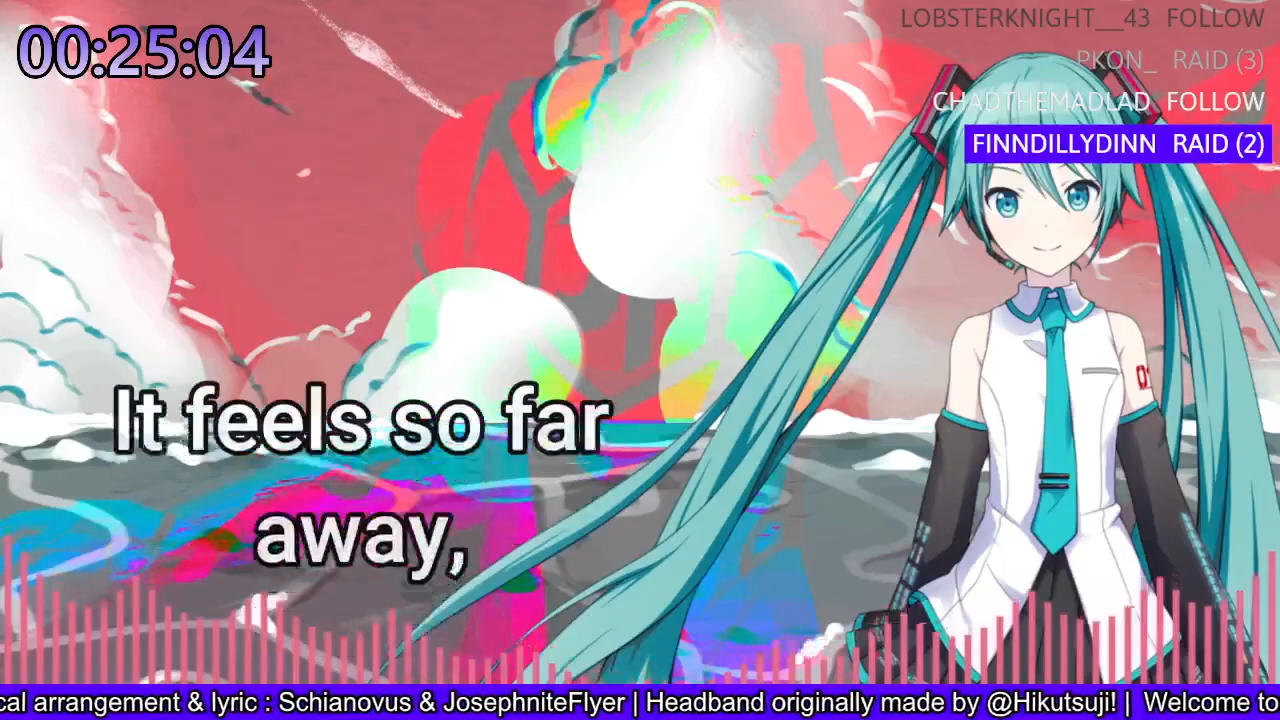 00:25:04
LOBSTERKNIGHT__43 FOLLOW
PKON_ RAID (3)
CHADTHEMADLAD FOLLOW
FINNDILLYDINN RAID (2)
It feels so far
away,
cal arrangement & lyric : Schianovus & JosephniteFlyer | Headband originally made by @Hikutsuji! | Welcome to